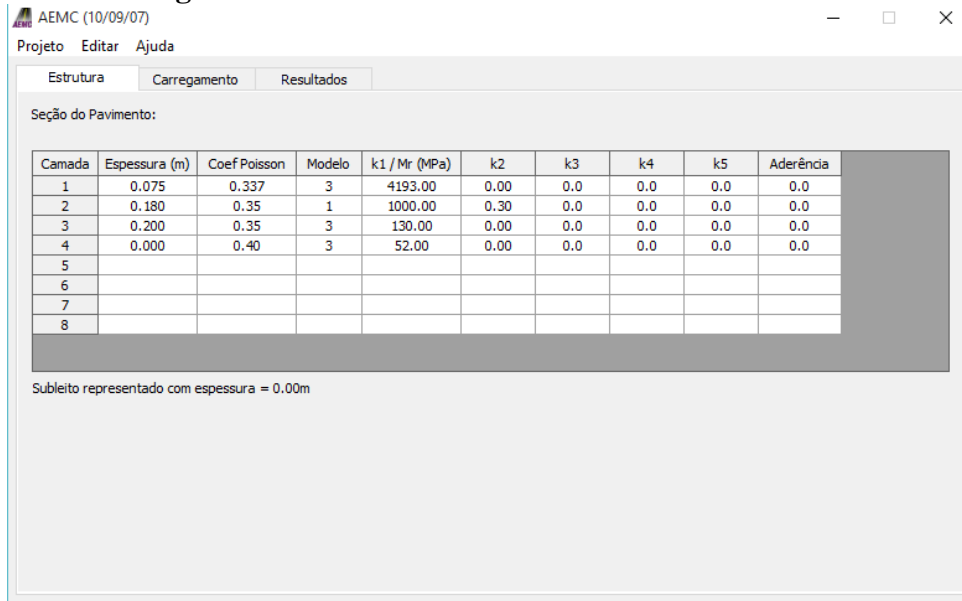 AEMC (10/09/07)
Projeto Editar Ajuda
Estrutura Carregamento Resultados
Seção do Pavimento:
Camada Espessura (m) Coef Poisson Modelo k1 / Mr (MPa) k2 k3 k4 k5 Aderência
1 0.075 0.337 3 4193.00 0.00 0.0 0.0 0.0 0.0
2 0.180 0.35 1 1000.00 0.30 0.0 0.0 0.0 0.0
3 0.200 0.35 3 130.00 0.00 0.0 0.0 0.0 0.0
4 0.000 0.40 3 52.00 0.00 0.0 0.0 0.0 0.0
5
6
7
8
Subleito representado com espessura = 0.00m